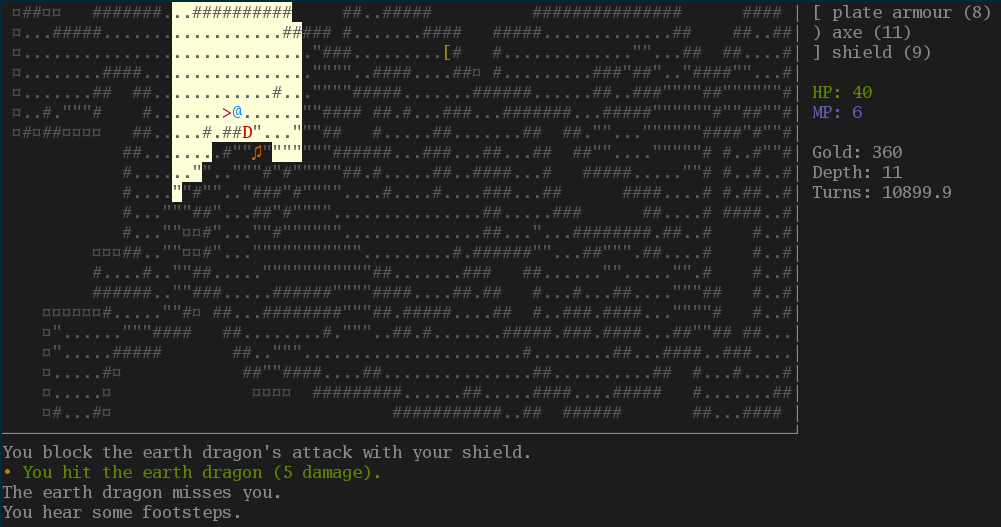 [ plate armour (8)
) axe (11)
] shield (9)
HP: 40
MP: 6
Gold: 360
Depth: 11
Turns: 10899.9
You block the earth dragon's attack with your shield.
• You hit the earth dragon (5 damage).
The earth dragon misses you.
You hear some footsteps.